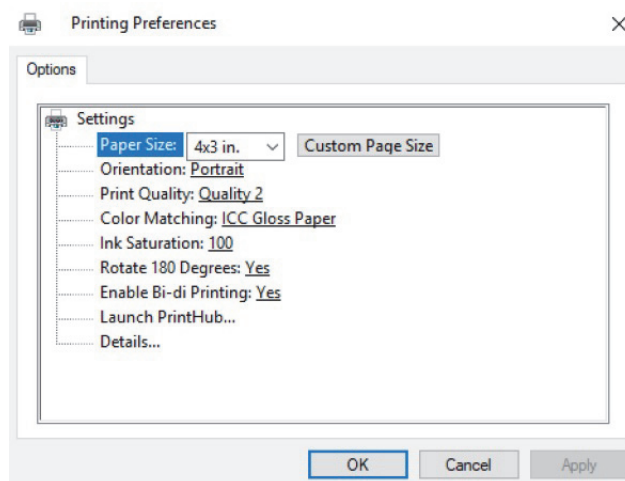 Printing Preferences
Options
Settings
Paper Size: 4x3 in. Custom Page Size
Orientation: Portrait
Print Quality: Quality 2
Color Matching: ICC Gloss Paper
Ink Saturation: 100
Rotate 180 Degrees: Yes
Enable Bi-di Printing: Yes
Launch PrintHub...
Details...
OK Cancel Apply